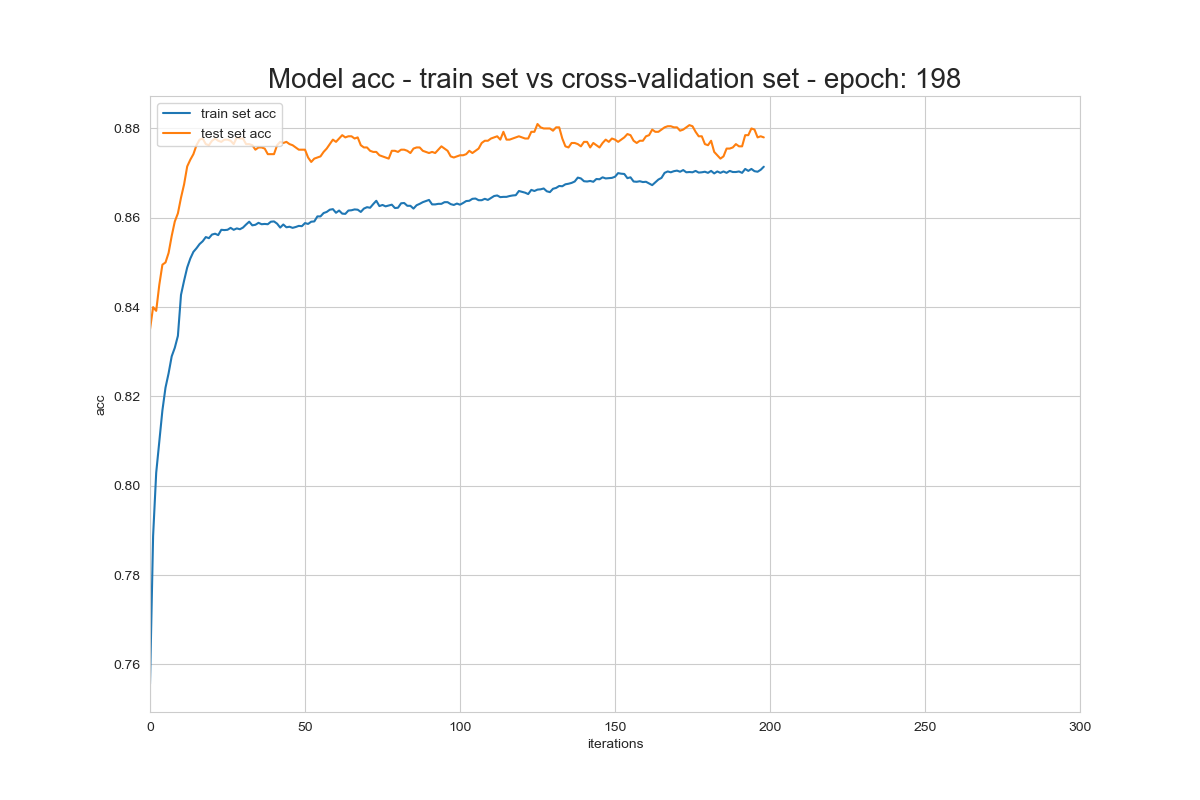 Model acc - train set vs cross-validation set - epoch: 198
train set acc
test set acc
0.88
0.86
0.84
0.82
0.80
0.78
0.76
acc
0 50 100 150 200 250 300
iterations